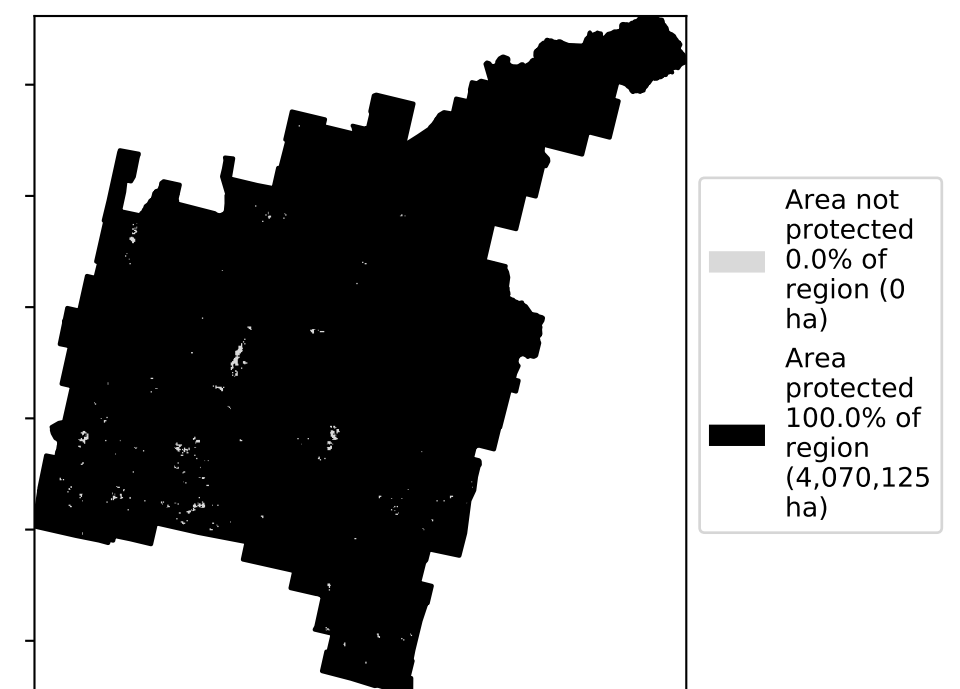 Area not
protected
0.0% of
region (0
ha)
Area
protected
100.0% of
region
(4,070,125
ha)